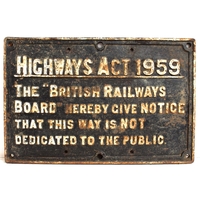 HIGHWAYS ACT 1959
THE "BRITISH RAILWAYS
BOARD" HEREBY GIVE NOTICE
THAT THIS WAY IS NOT
DEDICATED TO THE PUBLIC.